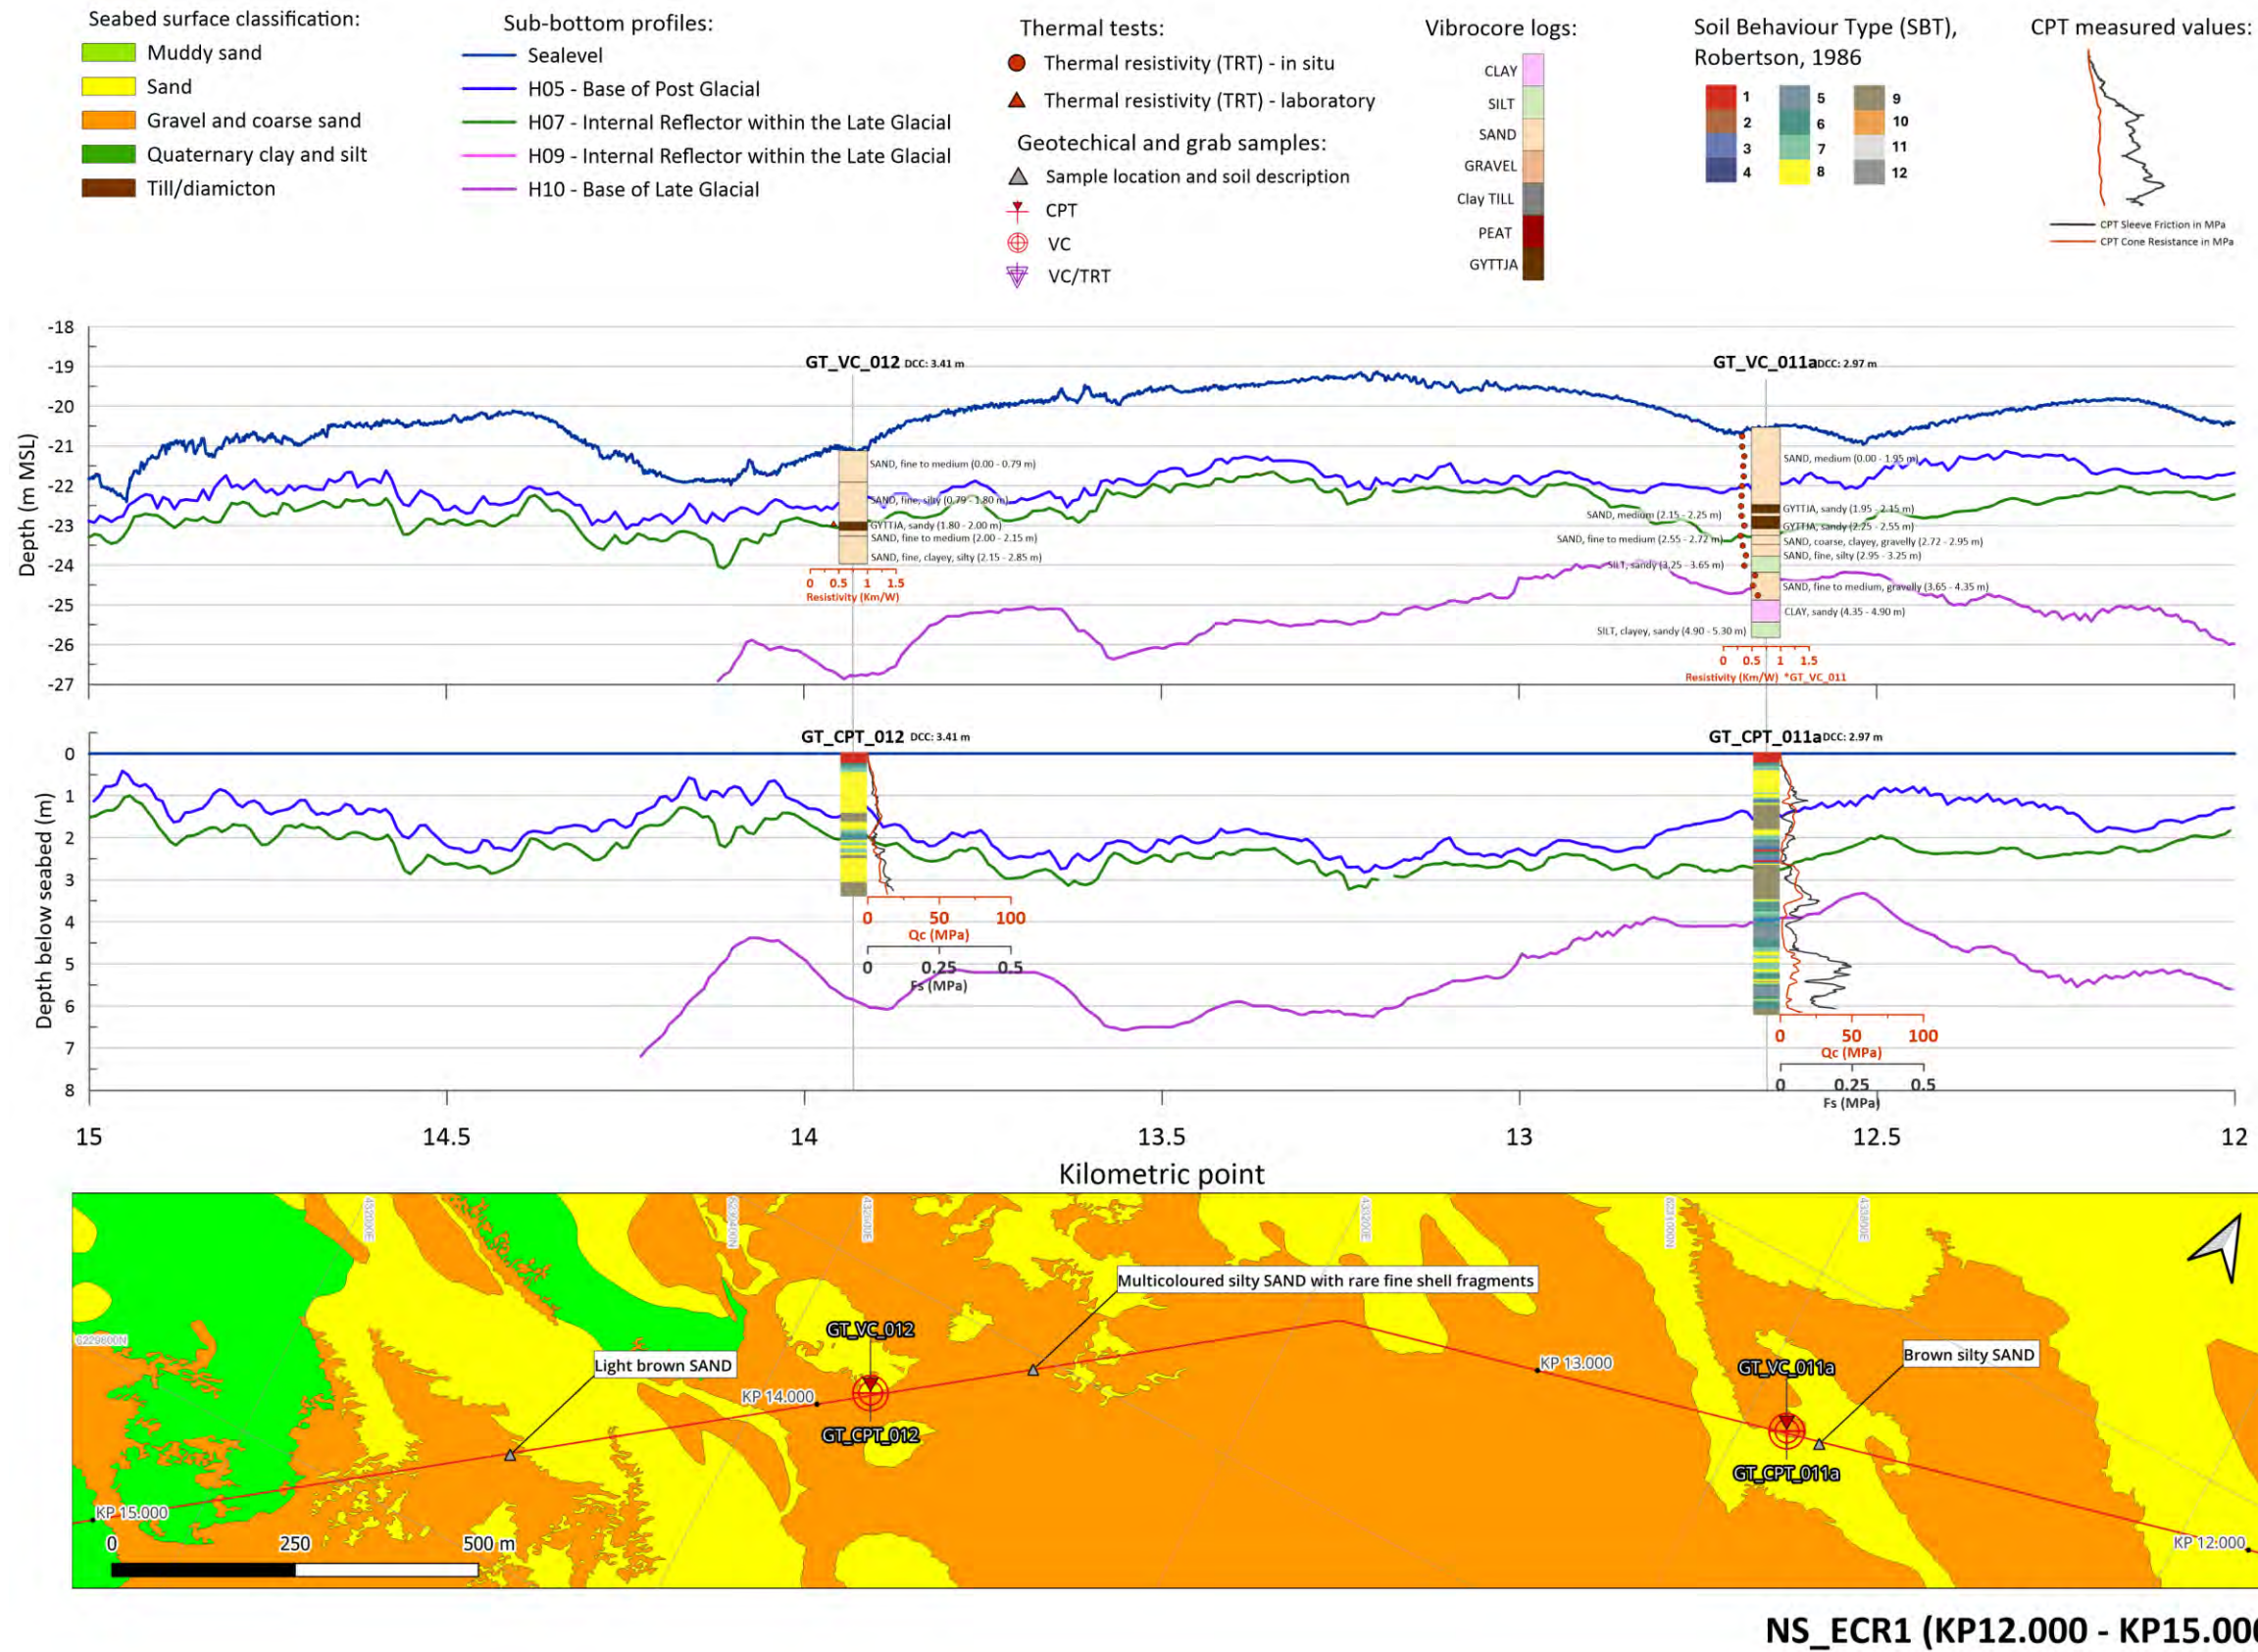 Seabed surface classification:
Muddy sand
Sand
Gravel and coarse sand
Quaternary clay and silt
Till/diamicton
Sub-bottom profiles:
Sealevel
H05 - Base of Post Glacial
H07 - Internal Reflector within the Late Glacial
H09 - Internal Reflector within the Late Glacial
H10 - Base of Late Glacial
Thermal tests:
Thermal resistivity (TRT) - in situ
Thermal resistivity (TRT) - laboratory
Geotechical and grab samples:
Sample location and soil description
CPT
VC
VC/TRT
Vibrocore logs:
CLAY
SILT
SAND
GRAVEL
Clay TILL
PEAT
GYTTJA
Soil Behaviour Type (SBT),
Robertson, 1986
1 5 9
2 6 10
3 7 11
4 8 12
CPT measured values:
CPT Sleeve Friction in MPa
CPT Cone Resistance in MPa
Depth (m MSL)
-18
-19
-20
-21
-22
-23
-24
-25
-26
-27
GT_VC_012 DCC: 3.41 m
SAND, fine to medium (0.00 - 0.79 m)
SAND, fine, silty (0.79 - 1.80 m)
GYTTJA, sandy (1.80 - 2.00 m)
SAND, fine to medium (2.00 - 2.15 m)
SAND, fine, clayey, silty (2.15 - 2.85 m)
0 0.5 1 1.5
Resistivity (Km/W)
GT_VC_011a DCC: 2.97 m
SAND, medium (0.00 - 1.95 m)
GYTTJA, sandy (1.95 - 2.15 m)
SAND, medium (2.15 - 2.25 m)
GYTTJA, sandy (2.25 - 2.55 m)
SAND, fine to medium (2.55 - 2.72 m)
SAND, coarse, clayey, gravelly (2.72 - 2.95 m)
SAND, fine, silty (2.95 - 3.25 m)
SILT, sandy (3.25 - 3.65 m)
SAND, fine to medium, gravelly (3.65 - 4.35 m)
CLAY, sandy (4.35 - 4.90 m)
SILT, clayey, sandy (4.90 - 5.30 m)
0 0.5 1 1.5
Resistivity (Km/W) *GT_VC_011
Depth below seabed (m)
0
1
2
3
4
5
6
7
8
GT_CPT_012 DCC: 3.41 m
0 50 100
Qc (MPa)
0 0.25 0.5
Fs (MPa)
GT_CPT_011a DCC: 2.97 m
0 50 100
Qc (MPa)
0 0.25 0.5
Fs (MPa)
15 14.5 14 13.5 13 12.5 12
Kilometric point
432000E
6230400N
432600E
433200E
6231000N
433800E
6229800N
Multicoloured silty SAND with rare fine shell fragments
GT_VC_012
Light brown SAND
Brown silty SAND
KP 13.000
GT_VC_011a
KP 14.000
GT_CPT_012
GT_CPT_011a
KP 15.000
KP 12.000
0 250 500 m
NS_ECR1 (KP12.000 - KP15.000